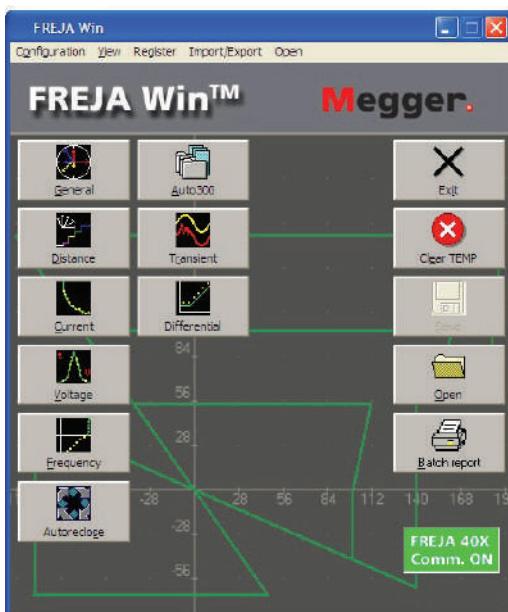 FREJA Win
Configuration View Register Import/Export Open
FREJA Win™ Megger.
General Auto300 Exit
Distance Transient Clear TEMP
Current Differential Save
Voltage Open
Frequency Batch report
Autoreclose
84
56
28
-28 28 56 84 112 140 168 19
-28
-56
FREJA 40X
Comm. ON